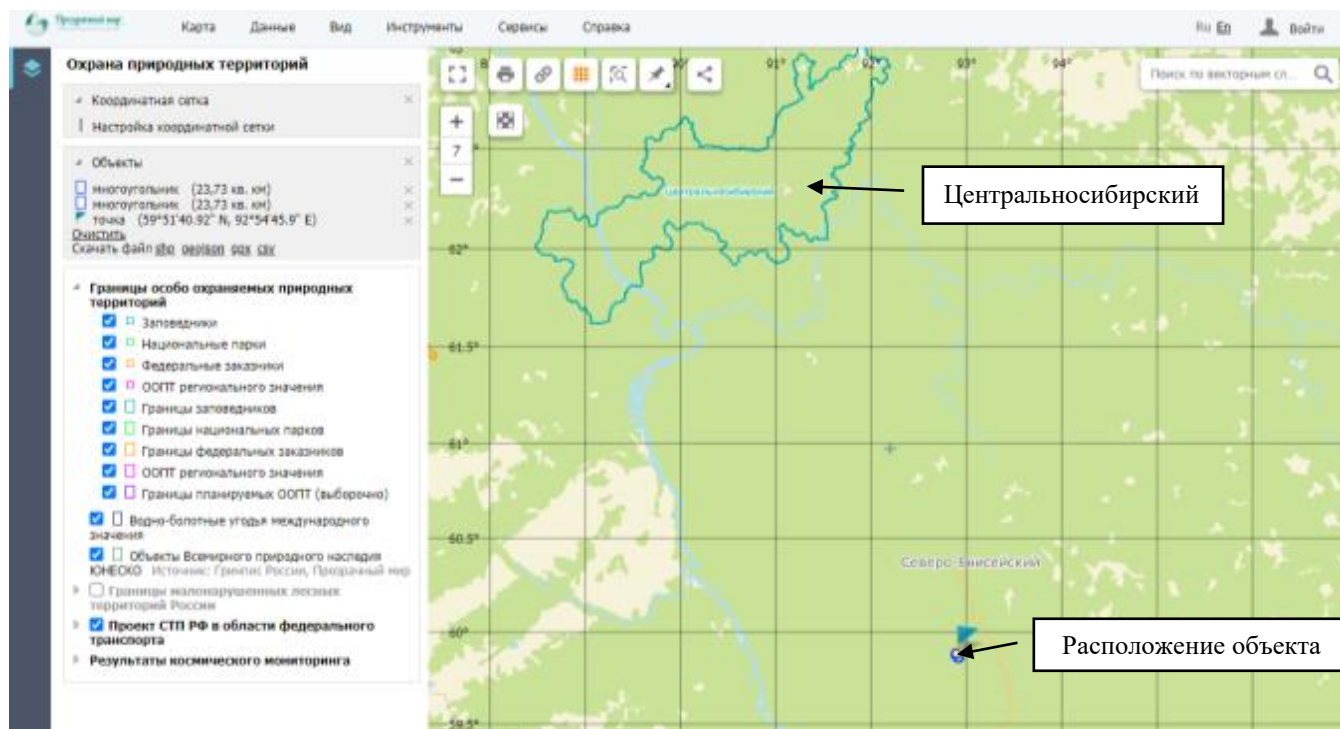 Прозрачный мир
Карта Данные Вид Инструменты Сервисы Справка
Ru En
Войти
Охрана природных территорий
Координатная сетка
Настройка координатной сетки
Объекты
многоугольник (23,73 кв. км)
многоугольник (23,73 кв. км)
точка (59°51'40.92" N, 92°54'45.9" E)
Очистить
Скачать файл shp geojson gpx csv
Границы особо охраняемых природных
территорий
Заповедники
Национальные парки
Федеральные заказники
ООПТ регионального значения
Границы заповедников
Границы национальных парков
Границы федеральных заказников
ООПТ регионального значения
Границы планируемых ООПТ (выборочно)
Водно-болотные угодья международного
значения
Объекты Всемирного природного наследия
ЮНЕСКО Источник: Гринпис России, Прозрачный мир
Границы малонарушенных лесных
территорий России
Проект СТП РФ в области федерального
транспорта
Результаты космического мониторинга
90° 91° 92° 93° 94°
Поиск по векторным сл...
+
7
−
Центральносибирский
Центральносибирский
62°
61.5°
61°
60.5°
Северо-Енисейский
60°
Расположение объекта
59.5°